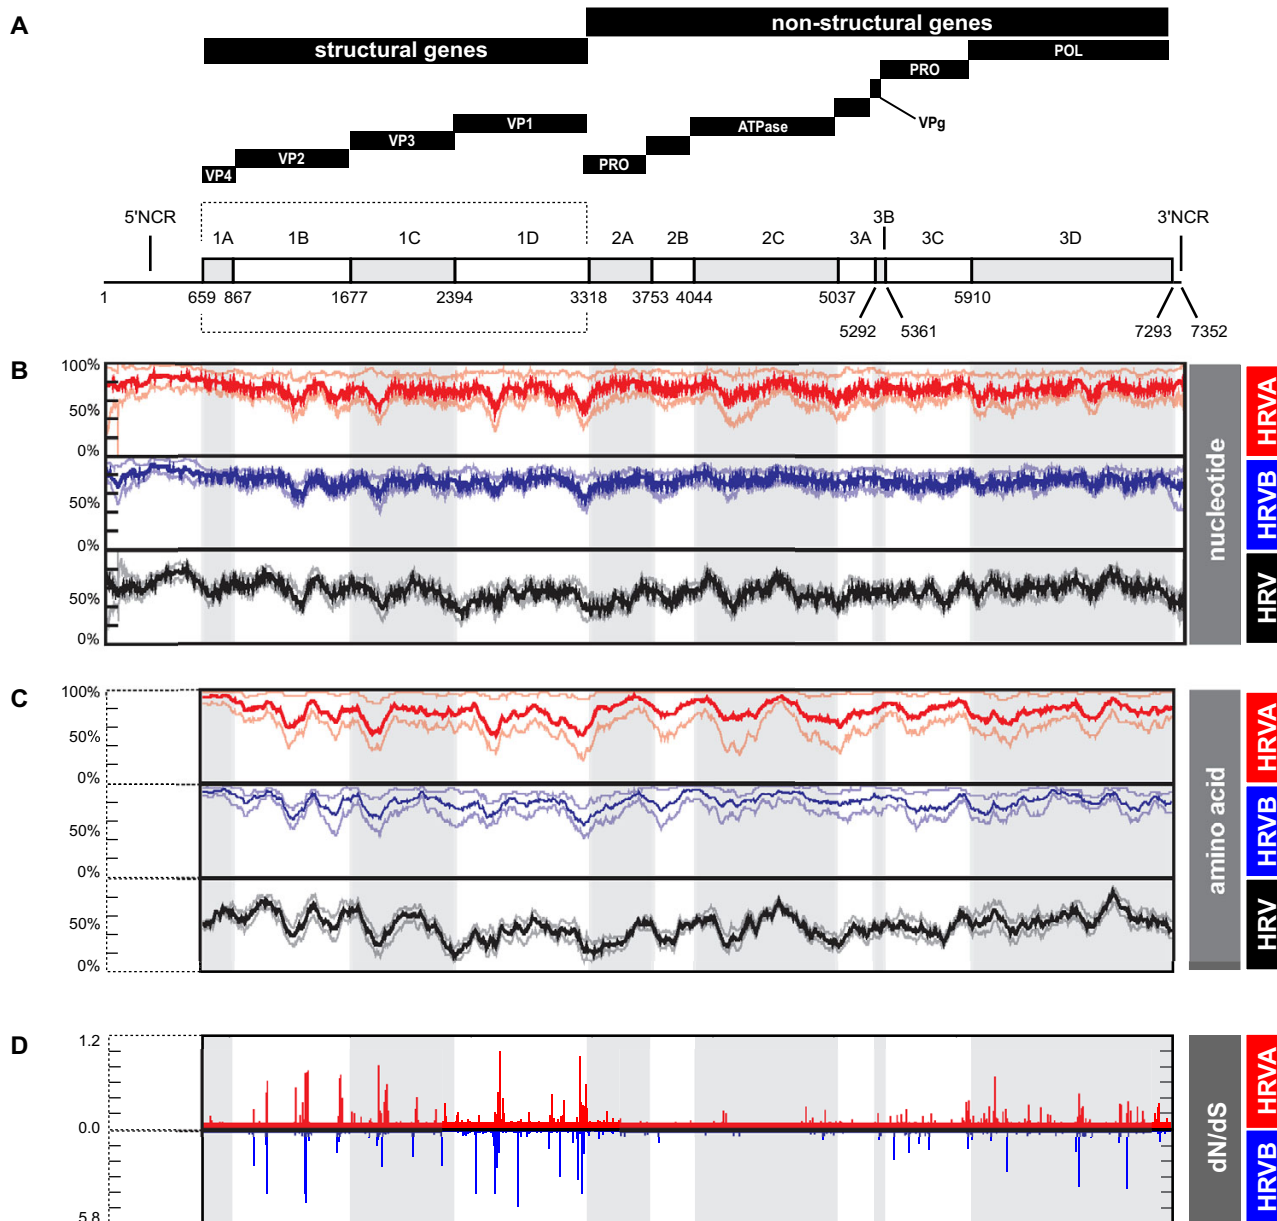 A
non-structural genes
structural genes
POL
PRO
VPg
VP1
ATPase
VP3
VP2
PRO
VP4
5'NCR
3B
3'NCR
1A 1B 1C 1D 2A 2B 2C 3A 3C 3D
1 659 867 1677 2394 3318 3753 4044 5037 5910
5292 5361 7293 7352
B
100%
50%
0%
50%
0%
50%
0%
nucleotide
HRVA
HRVB
HRV
C
100%
50%
0%
50%
0%
50%
0%
amino acid
HRVA
HRVB
HRV
D
1.2
0.0
5.8
dN/dS
HRVA
HRVB